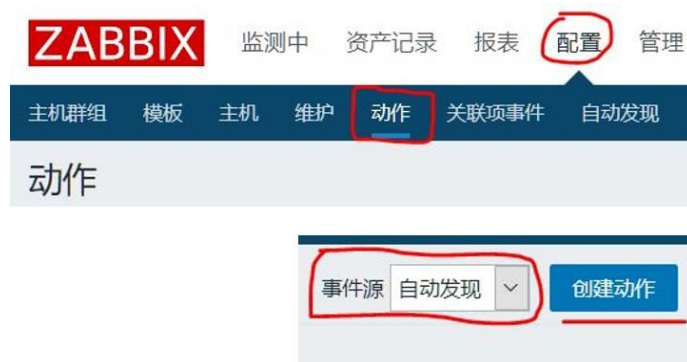 ZABBIX 监测中 资产记录 报表 配置 管理
主机群组 模板 主机 维护 动作 关联项事件 自动发现
动作
事件源 自动发现 创建动作